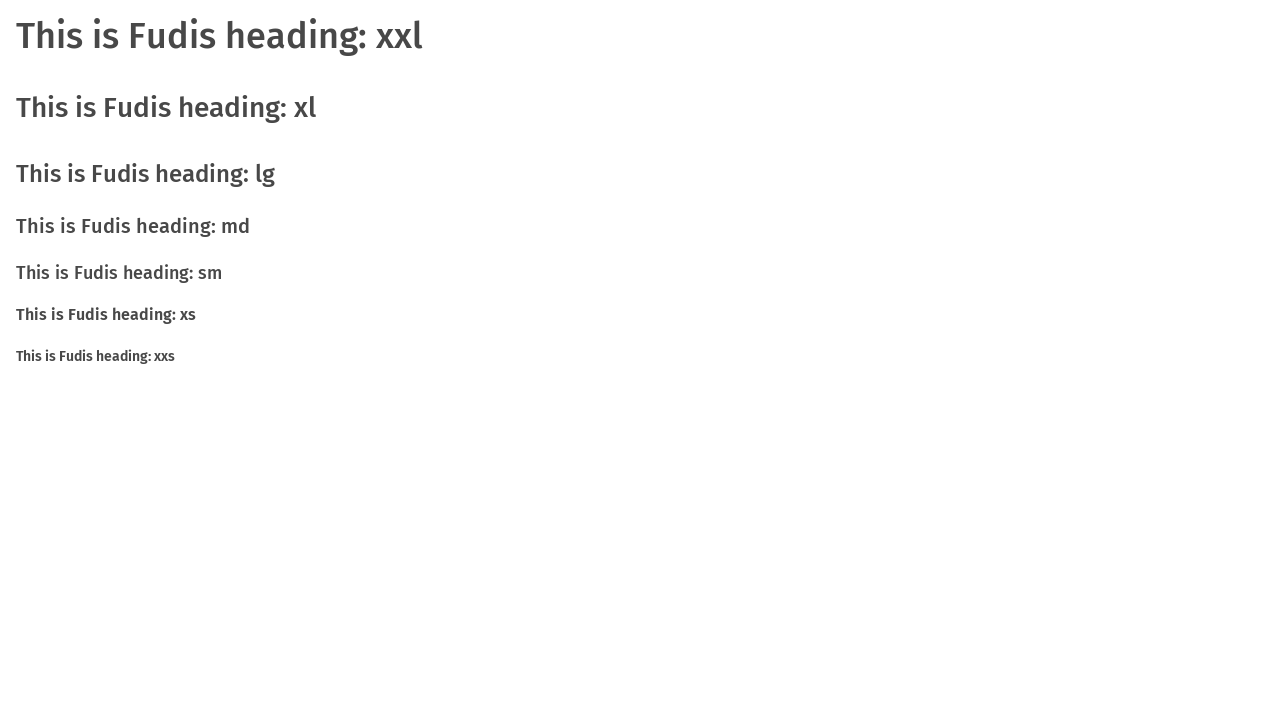 This is Fudis heading: xxl
This is Fudis heading: xl
This is Fudis heading: lg
This is Fudis heading: md
This is Fudis heading: sm
This is Fudis heading: xs
This is Fudis heading: xxs